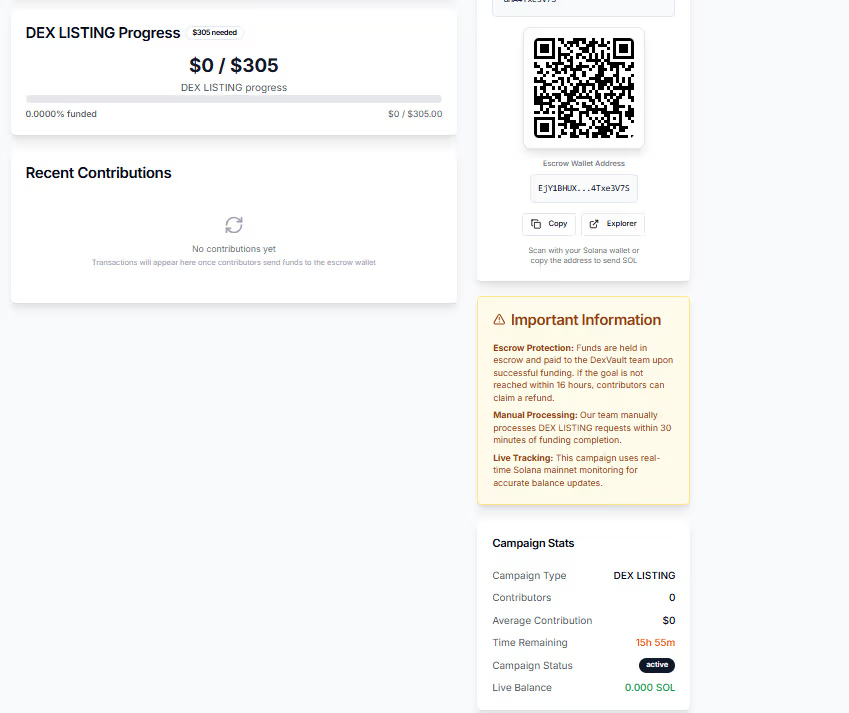 DEX LISTING Progress $305 needed
$0 / $305
DEX LISTING progress
0.0000% funded $0 / $305.00
Recent Contributions
No contributions yet
Transactions will appear here once contributors send funds to the escrow wallet
Escrow Wallet Address
EjY1BHUX...4Txe3V7S
Copy Explorer
Scan with your Solana wallet or
copy the address to send SOL
Important Information
Escrow Protection: Funds are held in
escrow and paid to the DexVault team upon
successful funding. If the goal is not
reached within 16 hours, contributors can
claim a refund.
Manual Processing: Our team manually
processes DEX LISTING requests within 30
minutes of funding completion.
Live Tracking: This campaign uses real-
time Solana mainnet monitoring for
accurate balance updates.
Campaign Stats
Campaign Type DEX LISTING
Contributors 0
Average Contribution $0
Time Remaining 15h 55m
Campaign Status active
Live Balance 0.000 SOL